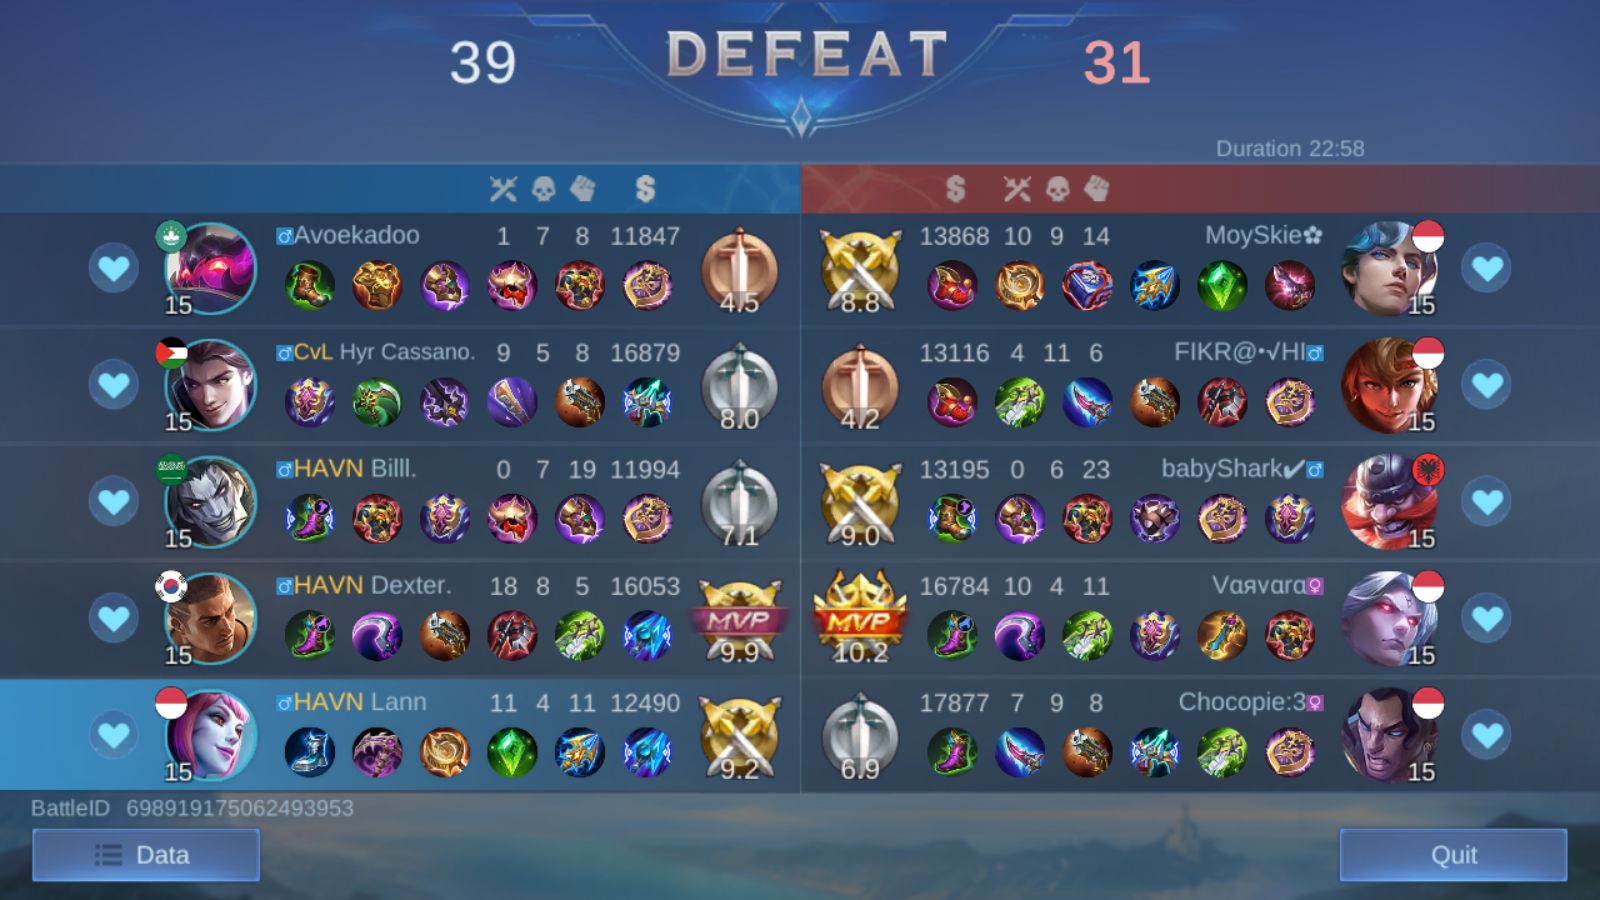 39 DEFEAT 31
Duration 22:58
Avoekadoo 1 7 8 11847
15 4.5
8.8 13868 10 9 14 MoySkie✿
15
CvL Hyr Cassano. 9 5 8 16879
15 8.0
4.2 13116 4 11 6 FIKR@•√HI
15
HAVN Billl. 0 7 19 11994
15 7.1
9.0 13195 0 6 23 babyShark✔
15
HAVN Dexter. 18 8 5 16053
15 MVP 9.9
MVP 10.2 16784 10 4 11 Vαяvαrα
15
HAVN Lann 11 4 11 12490
15 9.2
6.9 17877 7 9 8 Chocopie:3
15
BattleID 698919175062493953
Data
Quit